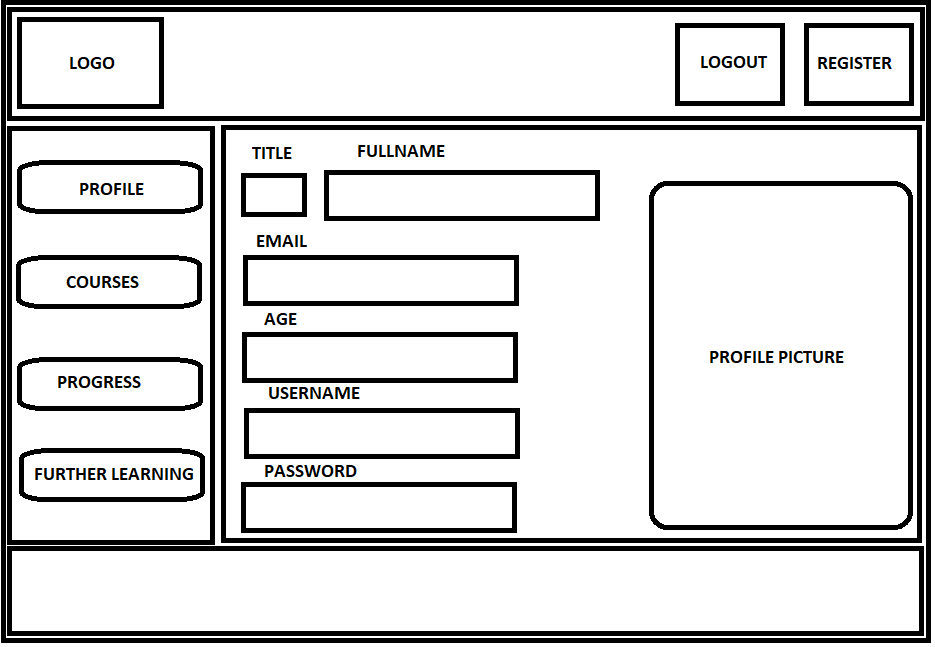 LOGO
LOGOUT
REGISTER
PROFILE
COURSES
PROGRESS
FURTHER LEARNING
TITLE
FULLNAME
EMAIL
AGE
USERNAME
PASSWORD
PROFILE PICTURE